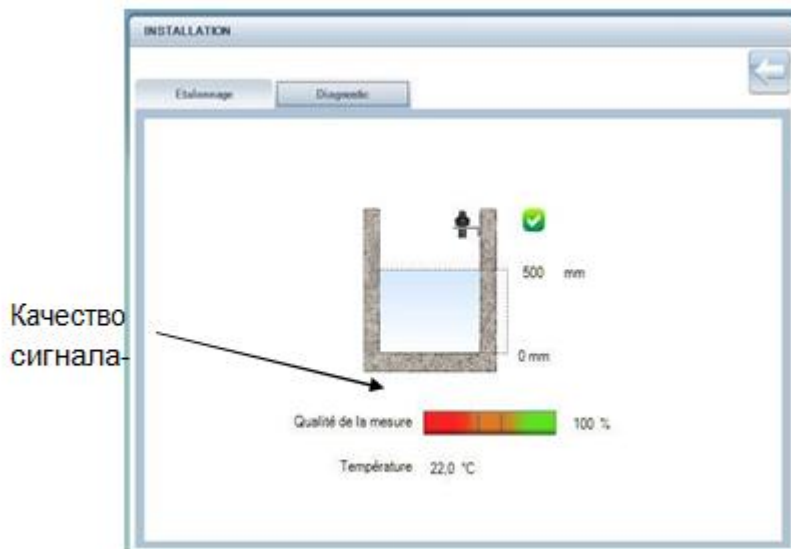 INSTALLATION
Etalonnage
Diagnostic
500 mm
0 mm
Качество
сигнала-
Qualité de la mesure 100 %
Température 22,0 °C